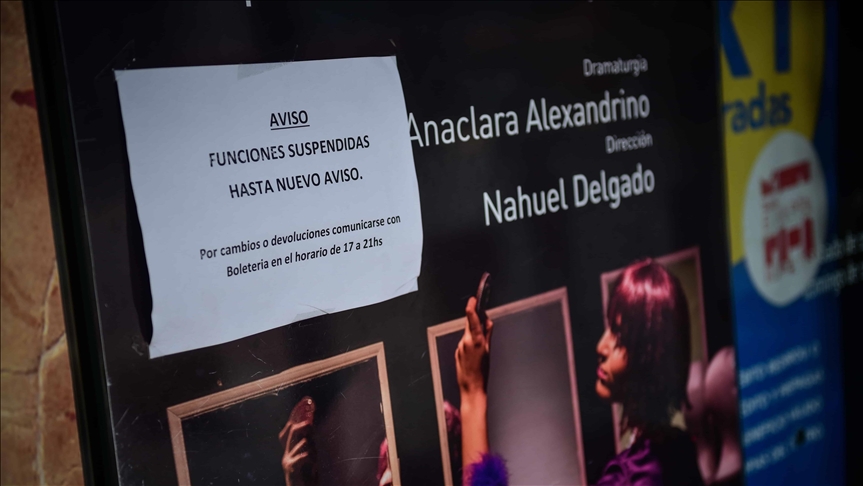 AVISO
FUNCIONES SUSPENDIDAS
HASTA NUEVO AVISO.
Por cambios o devoluciones comunicarse con
Boleteria en el horario de 17 a 21hs
Dramaturgia
Anaclara Alexandrino
Dirección
Nahuel Delgado